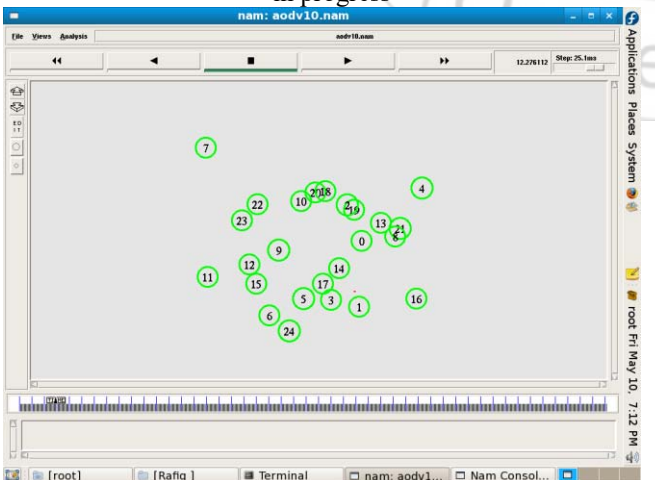 in progress
nam: aodv10.nam
File Views Analysis
aodv10.nam
12.276112 Step: 25.1ms
ED
IT
7
4
20 18
10
2 19
22
23
13 21
8
0
9
12
14
11
15
17
5 3 1 16
6
24
TIME
Applications Places System
root Fri May 10, 7:12 PM
[root] [Rafiq ] Terminal nam: aodv1... Nam Consol...